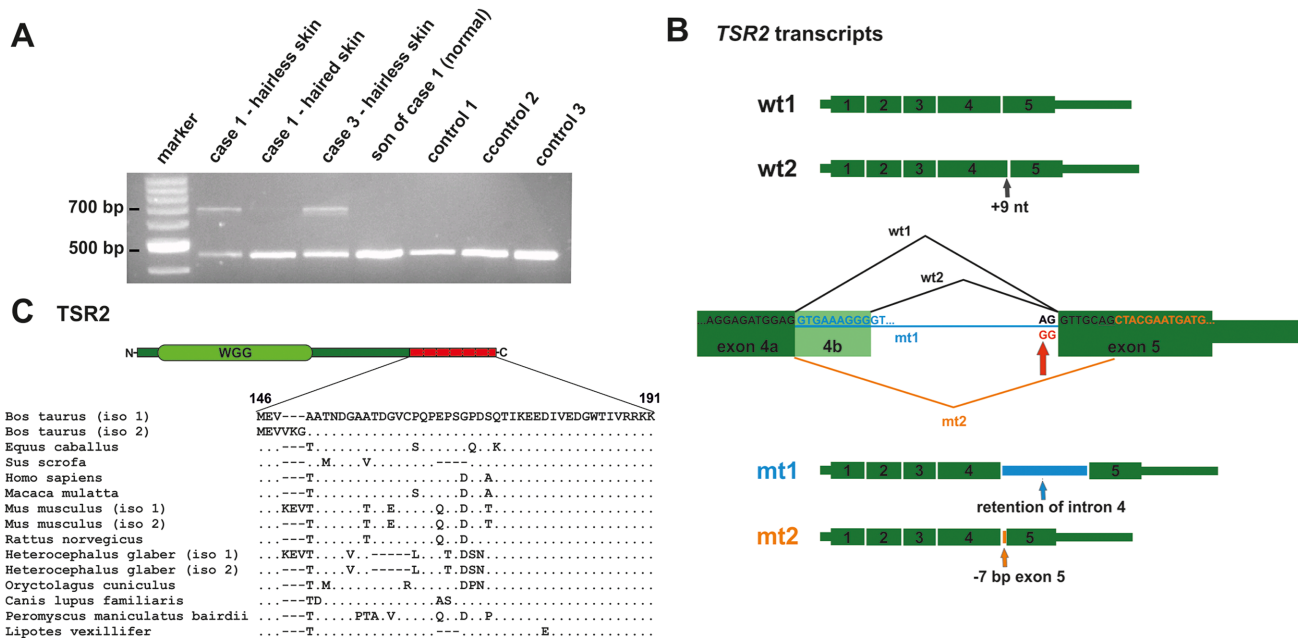 A
marker
case 1 - hairless skin
case 1 - haired skin
case 3 - hairless skin
son of case 1 (normal)
control 1
ccontrol 2
control 3
700 bp
500 bp
B TSR2 transcripts
wt1 1 2 3 4 5
wt2 1 2 3 4 5
+9 nt
wt1
wt2
...AGGAGATGGAG GTGAAAGGGGT... AG GTTGCAGCTACGAATGATG...
mt1 GG
exon 4a 4b exon 5
mt2
mt1 1 2 3 4 5
retention of intron 4
mt2 1 2 3 4 5
-7 bp exon 5
C TSR2
N WGG C
146 191
Bos taurus (iso 1) MEV---AATNDGAATDGVCPQPEPSGPDSQTIKEEDIVEDGWTIVRRKK
Bos taurus (iso 2) MEVVKG...........................................
Equus caballus ...---T............S......Q..K...................
Sus scrofa ...---..M....V........----.......................
Homo sapiens ...---T..................D..A....................
Macaca mulatta ...---T............S.....D..A....................
Mus musculus (iso 1) ...KEVT......T..G.....Q..D..T....................
Mus musculus (iso 2) ...---T......T..G.....Q..D..T....................
Rattus norvegicus ...---T......T........Q..D.......................
Heterocephalus glaber (iso 1) ...KEVT....G..-----L...T.DSN.....................
Heterocephalus glaber (iso 2) ...---T....G..-----L...T.DSN.....................
Oryctolagus cuniculus ...---T.M.........R......DPN.....................
Canis lupus familiaris ...---TD..............AS.........................
Peromyscus maniculatus bairdii ...---T.....PTA.V.....Q..D..P....................
Lipotes vexillifer ...---T...............---..........E.............